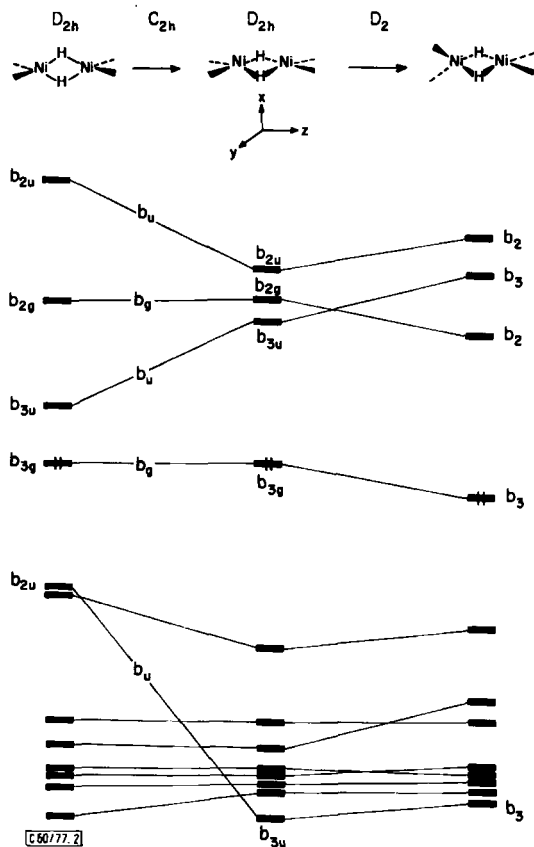 D2h C2h D2h D2
H Ni Ni H
H Ni Ni H
H Ni Ni H
x
y z
b2u
bu
b2u b2
b2g bg b2g b3
b3u b2
bu
b3u
b3g bg b3g b3
b2u
bu
b3
b3u
C60/77.2